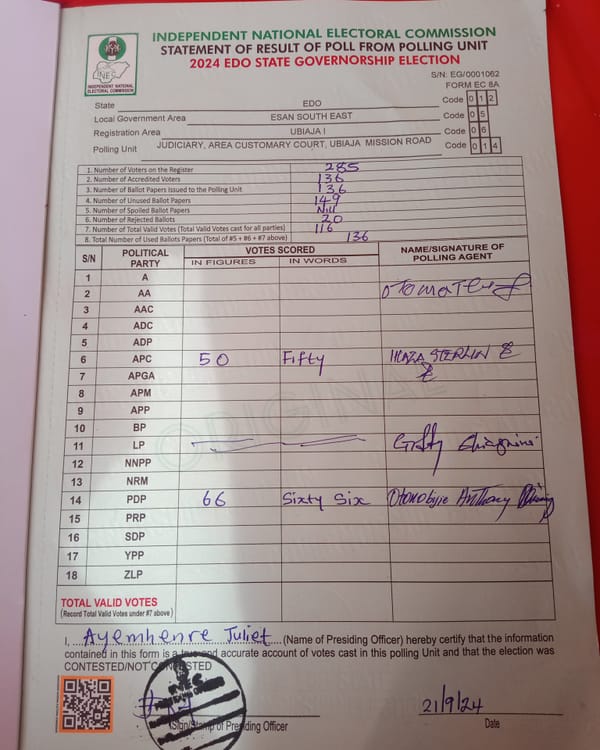 INDEPENDENT NATIONAL ELECTORAL COMMISSION
STATEMENT OF RESULT OF POLL FROM POLLING UNIT
2024 EDO STATE GOVERNORSHIP ELECTION
INEC
INDEPENDENT NATIONAL
ELECTORAL COMMISSION
S/N: EG/0001062
FORM EC 8A
State EDO Code 0 1 2
Local Government Area ESAN SOUTH EAST Code 0 5
Registration Area UBIAJA I Code 0 6
Polling Unit JUDICIARY, AREA CUSTOMARY COURT, UBIAJA MISSION ROAD Code 0 1 4
1. Number of Voters on the Register 285
2. Number of Accredited Voters 136
3. Number of Ballot Papers Issued to the Polling Unit 136
4. Number of Unused Ballot Papers 149
5. Number of Spoiled Ballot Papers Nill
6. Number of Rejected Ballots 20
7. Number of Total Valid Votes (Total Valid Votes cast for all parties) 116
8. Total Number of Used Ballots Papers (Total of #5 + #6 + #7 above) 136
S/N POLITICAL PARTY VOTES SCORED NAME/SIGNATURE OF POLLING AGENT
IN FIGURES IN WORDS
1 A
2 AA
3 AAC
4 ADC
5 ADP
6 APC 50 Fifty
7 APGA
8 APM
9 APP
10 BP
11 LP
12 NNPP
13 NRM
14 PDP 66 Sixty Six Anthony
15 PRP
16 SDP
17 YPP
18 ZLP
ORIGINAL
TOTAL VALID VOTES
(Record Total Valid Votes under #7 above)
I, Ayemhenre Juliet (Name of Presiding Officer) hereby certify that the information
contained in this form is a true and accurate account of votes cast in this polling Unit and that the election was
CONTESTED/NOT CONTESTED
INEC
21/9/24
Sign/Stamp of Presiding Officer Date